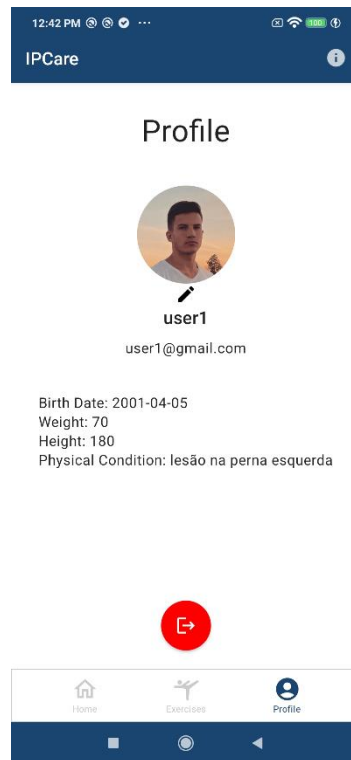 12:42 PM
100
IPCare
Profile
user1
user1@gmail.com
Birth Date: 2001-04-05
Weight: 70
Height: 180
Physical Condition: lesão na perna esquerda
Home
Exercises
Profile